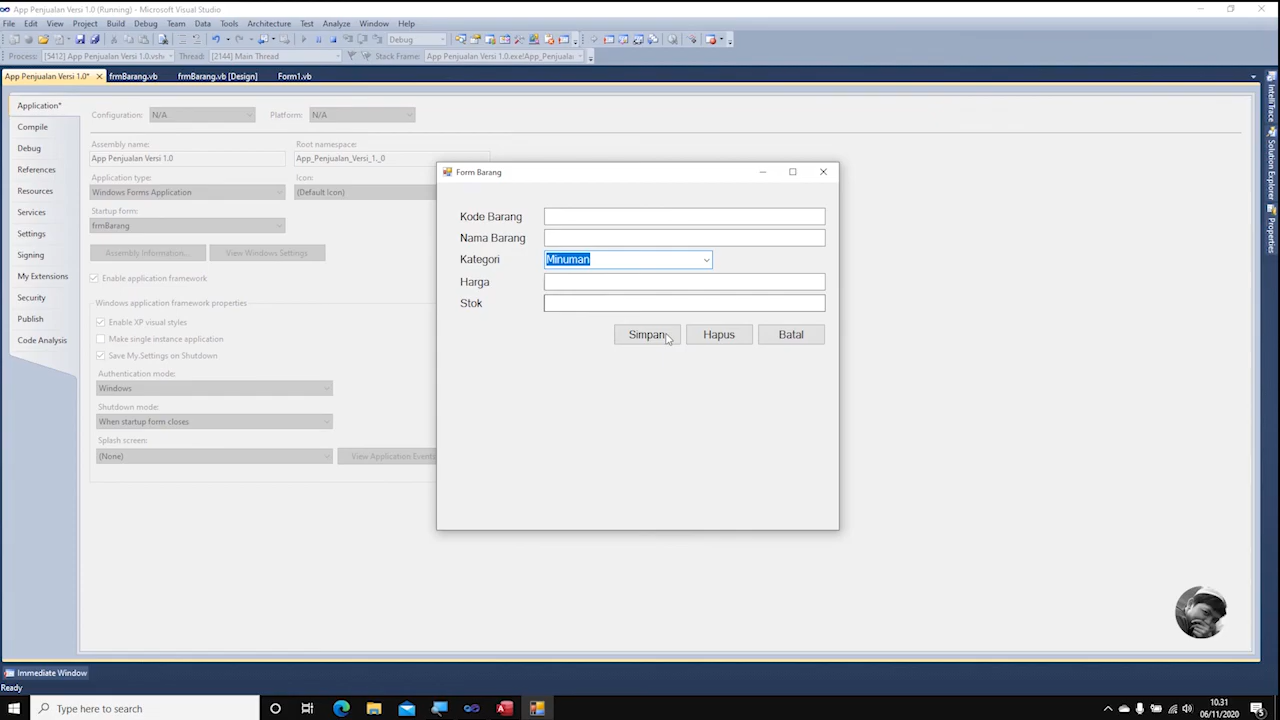 App Penjualan Versi 1.0 (Running) - Microsoft Visual Studio
File Edit View Project Build Debug Team Data Tools Architecture Test Analyze Window Help
Debug
Process: [5412] App Penjualan Versi 1.0.vsh Thread: [2144] Main Thread Stack Frame: App Penjualan Versi 1.0.exe!App_Penjuala
App Penjualan Versi 1.0* frmBarang.vb frmBarang.vb [Design] Form1.vb
Application*
Compile
Debug
References
Resources
Services
Settings
Signing
My Extensions
Security
Publish
Code Analysis
Configuration: N/A Platform: N/A
Assembly name: Root namespace:
App Penjualan Versi 1.0 App_Penjualan_Versi_1._0
Application type: Icon:
Windows Forms Application (Default Icon)
Startup form:
frmBarang
Assembly Information... View Windows Settings
Enable application framework
Windows application framework properties
Enable XP visual styles
Make single instance application
Save My.Settings on Shutdown
Authentication mode:
Windows
Shutdown mode:
When startup form closes
Splash screen:
(None) View Application Events
Form Barang
Kode Barang
Nama Barang
Kategori Minuman
Harga
Stok
Simpan Hapus Batal
IntelliTrace
Solution Explorer
Properties
Immediate Window
Ready
Type here to search
10.31
06/11/2020
5